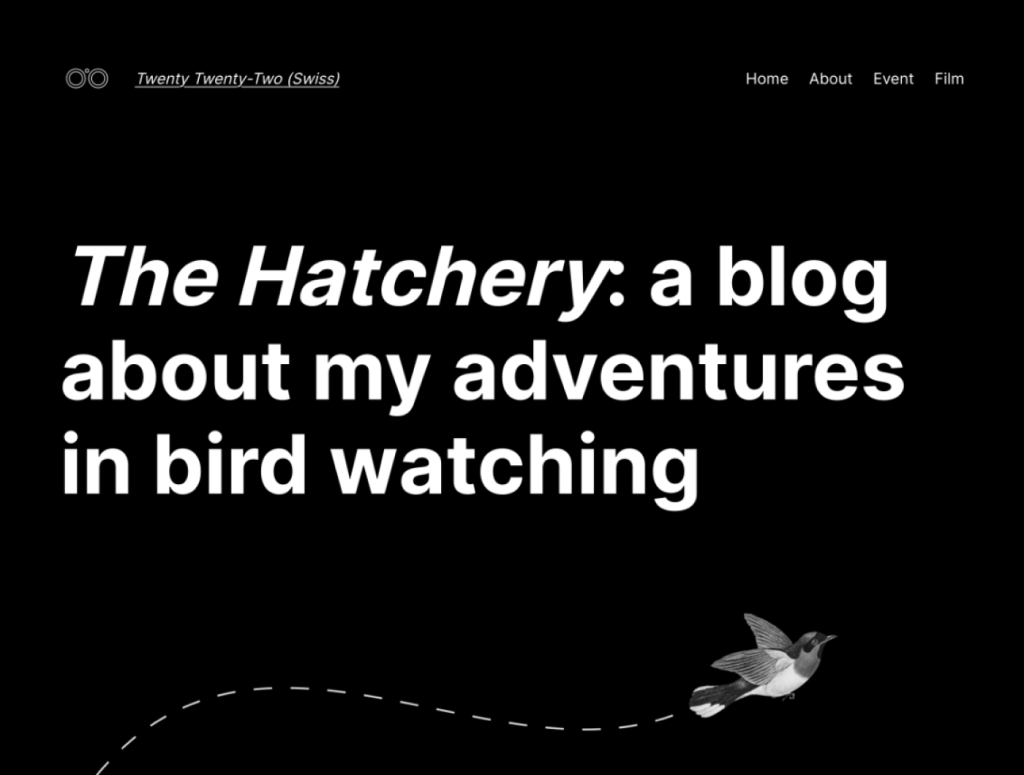 Twenty Twenty-Two (Swiss)
Home About Event Film
The Hatchery: a blog
about my adventures
in bird watching